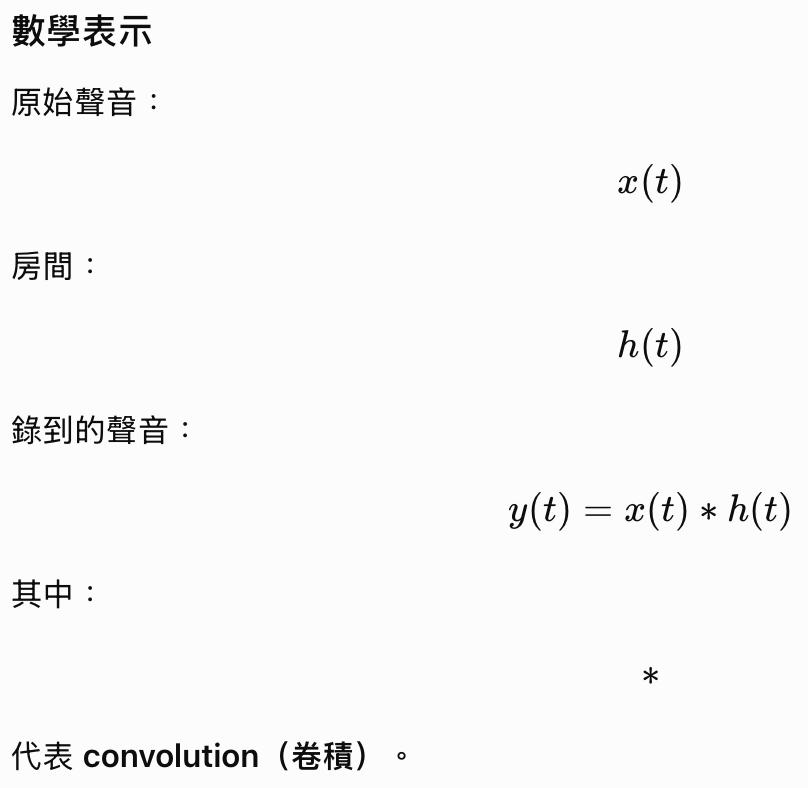 數學表示
原始聲音：
x(t)
房間：
h(t)
錄到的聲音：
y(t) = x(t) * h(t)
其中：
*
代表 convolution（卷積）。